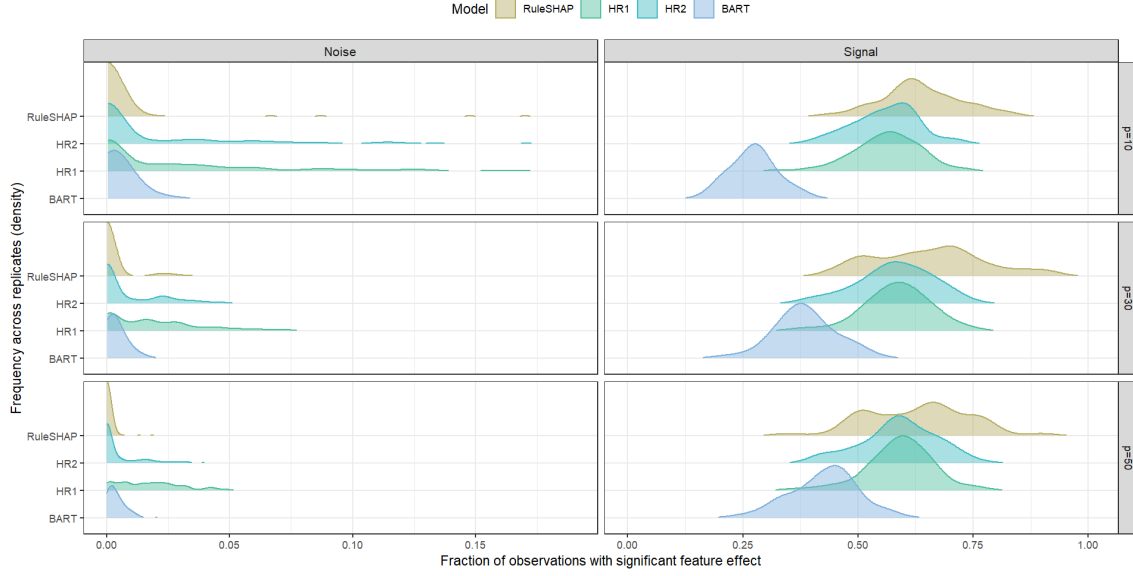 Model RuleSHAP HR1 HR2 BART
Noise Signal
Frequency across replicates (density)
RuleSHAP
HR2
HR1
BART
p=10
RuleSHAP
HR2
HR1
BART
p=30
RuleSHAP
HR2
HR1
BART
p=50
0.00 0.05 0.10 0.15 0.00 0.25 0.50 0.75 1.00
Fraction of observations with significant feature effect